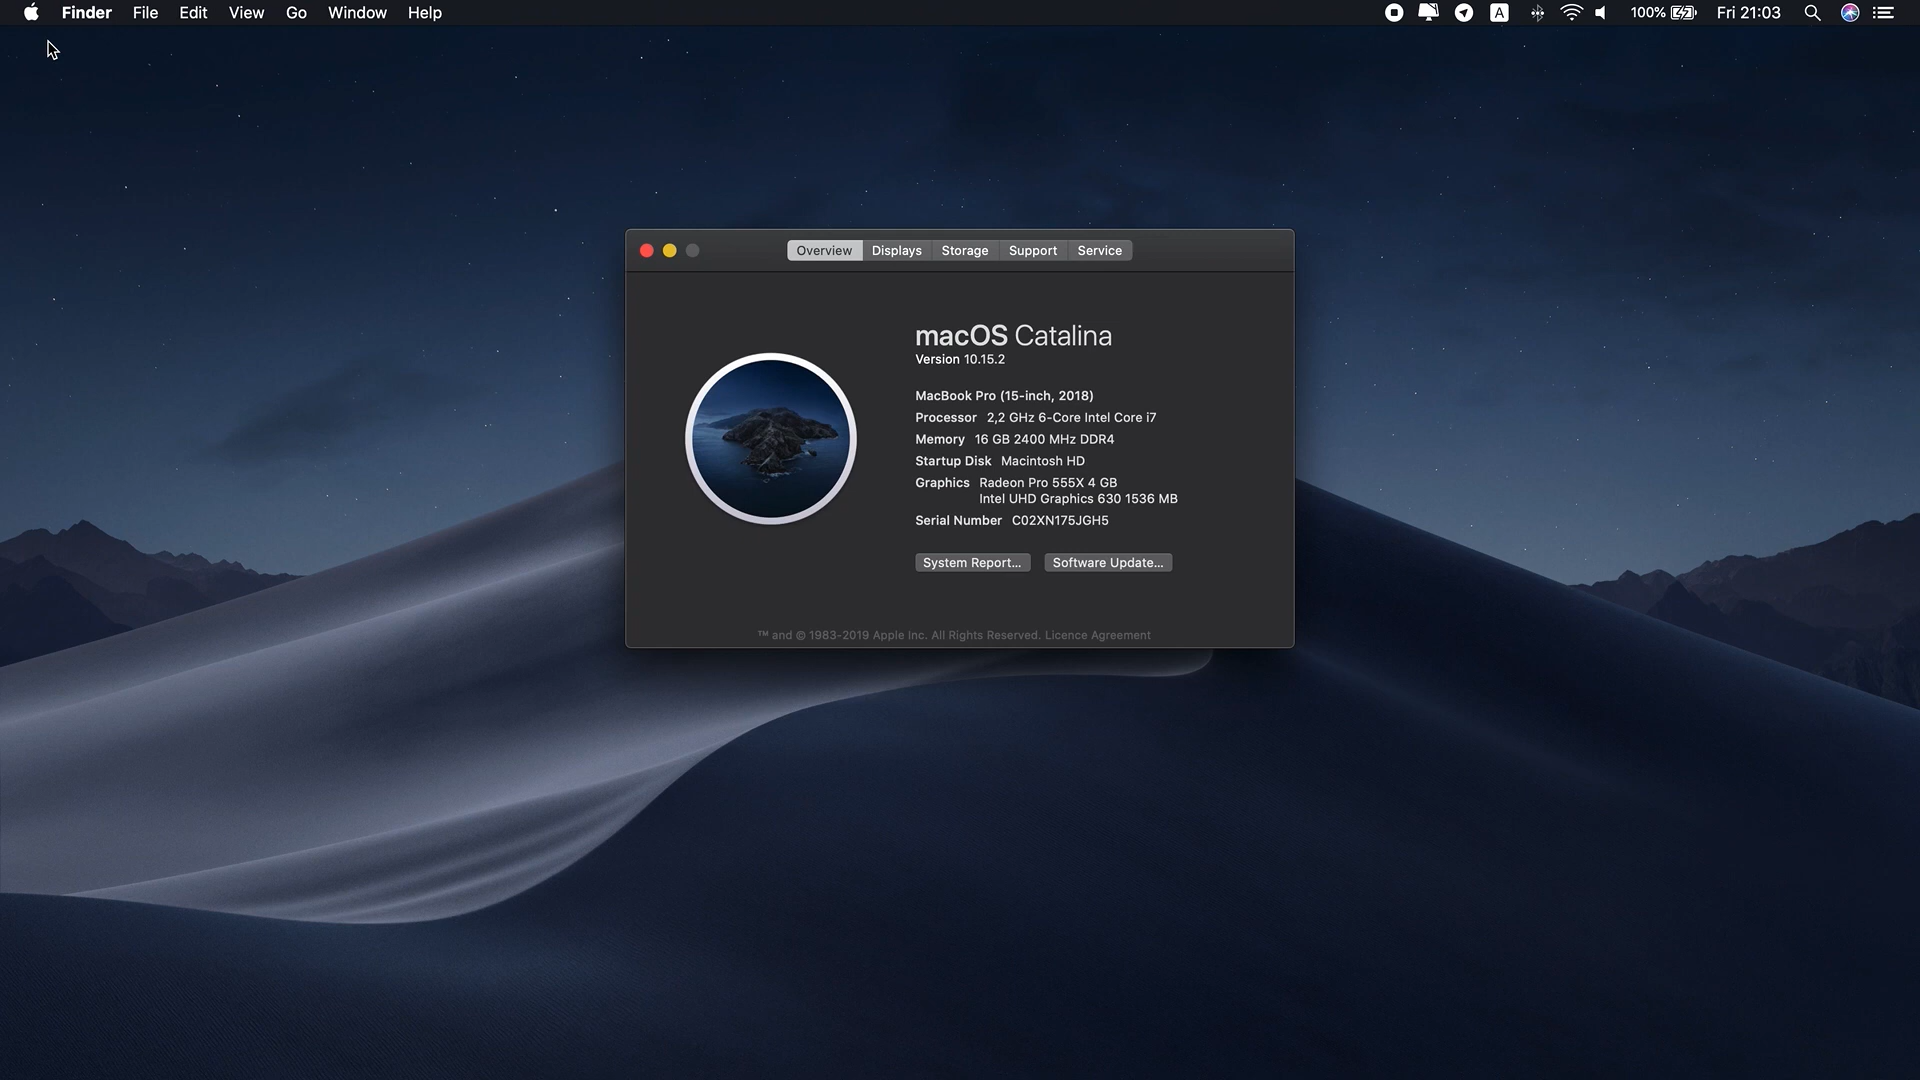 Finder File Edit View Go Window Help A 100% Fri 21:03
Overview Displays Storage Support Service
macOS Catalina
Version 10.15.2
MacBook Pro (15-inch, 2018)
Processor 2,2 GHz 6-Core Intel Core i7
Memory 16 GB 2400 MHz DDR4
Startup Disk Macintosh HD
Graphics Radeon Pro 555X 4 GB
Intel UHD Graphics 630 1536 MB
Serial Number C02XN175JGH5
System Report... Software Update...
™ and © 1983-2019 Apple Inc. All Rights Reserved. Licence Agreement